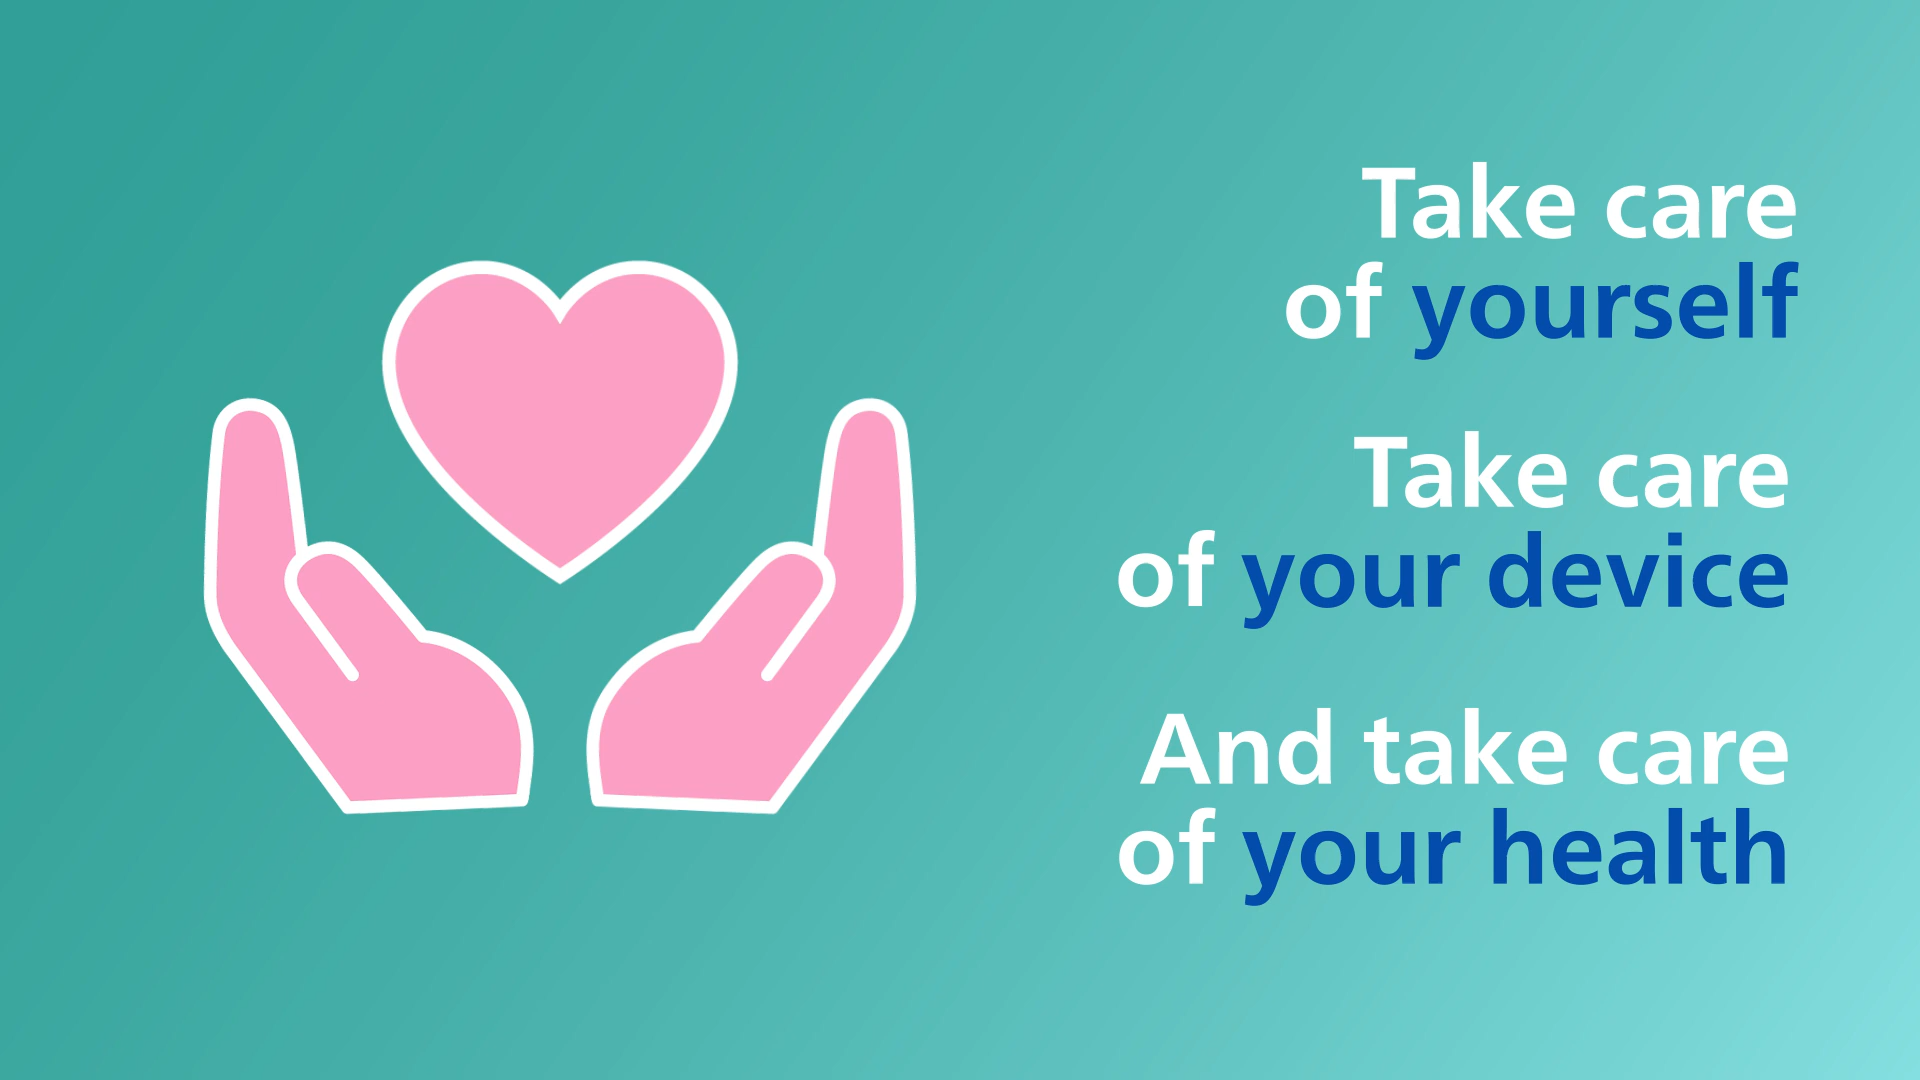 Take care
of yourself
Take care
of your device
And take care
of your health